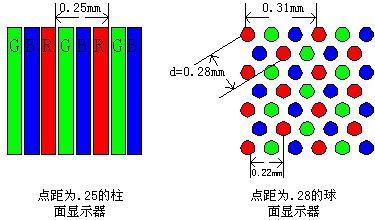 0.25mm
G B R G B R G B
点距为.25的柱
面显示器
0.31mm
d=0.28mm
0.22mm
点距为.28的球
面显示器